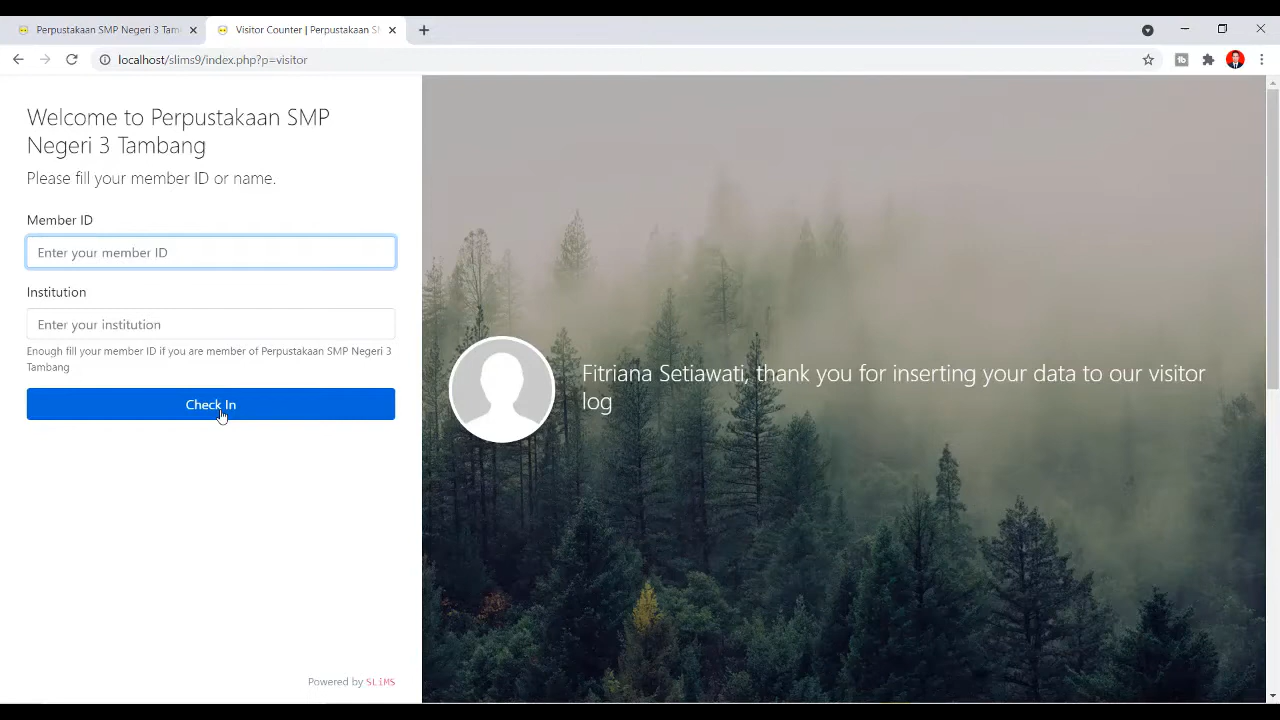 Perpustakaan SMP Negeri 3 Tam
Visitor Counter | Perpustakaan S
localhost/slims9/index.php?p=visitor
Welcome to Perpustakaan SMP
Negeri 3 Tambang
Please fill your member ID or name.
Member ID
Enter your member ID
Institution
Enter your institution
Enough fill your member ID if you are member of Perpustakaan SMP Negeri 3
Tambang
Check In
Fitriana Setiawati, thank you for inserting your data to our visitor
log
Powered by SLiMS